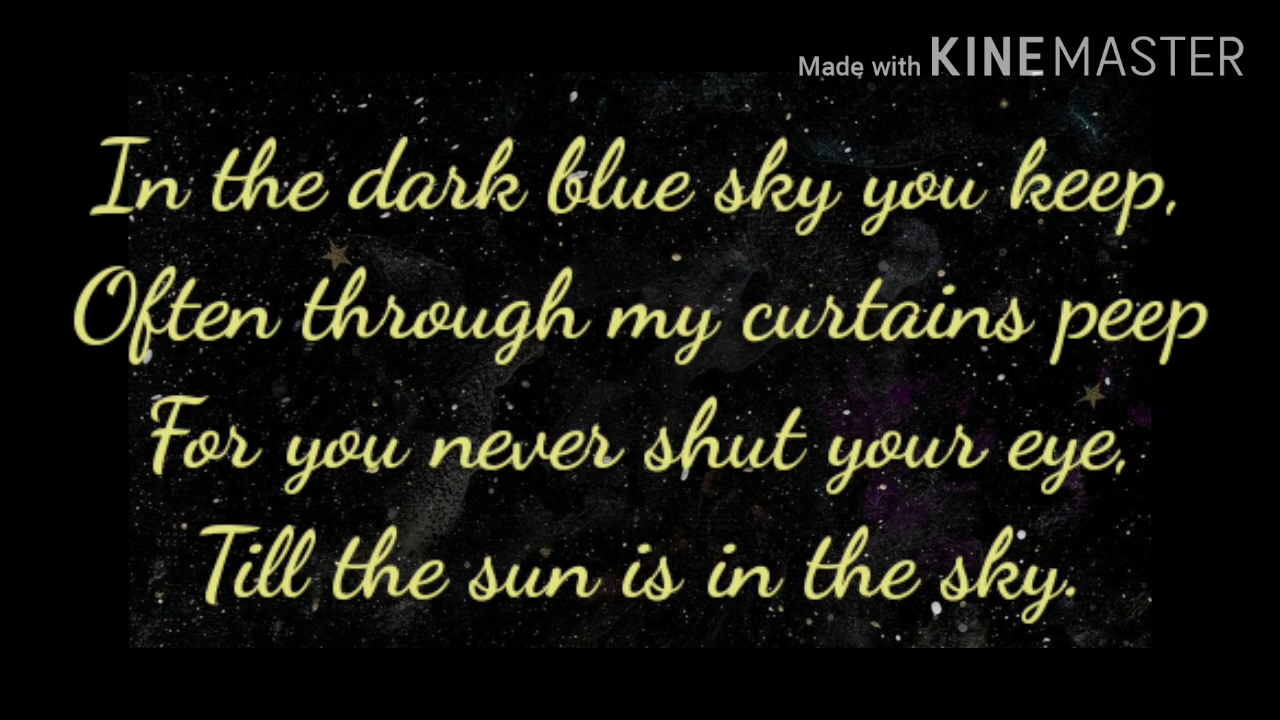 Made with KINEMASTER
In the dark blue sky you keep,
Often through my curtains peep
For you never shut your eye,
Till the sun is in the sky.